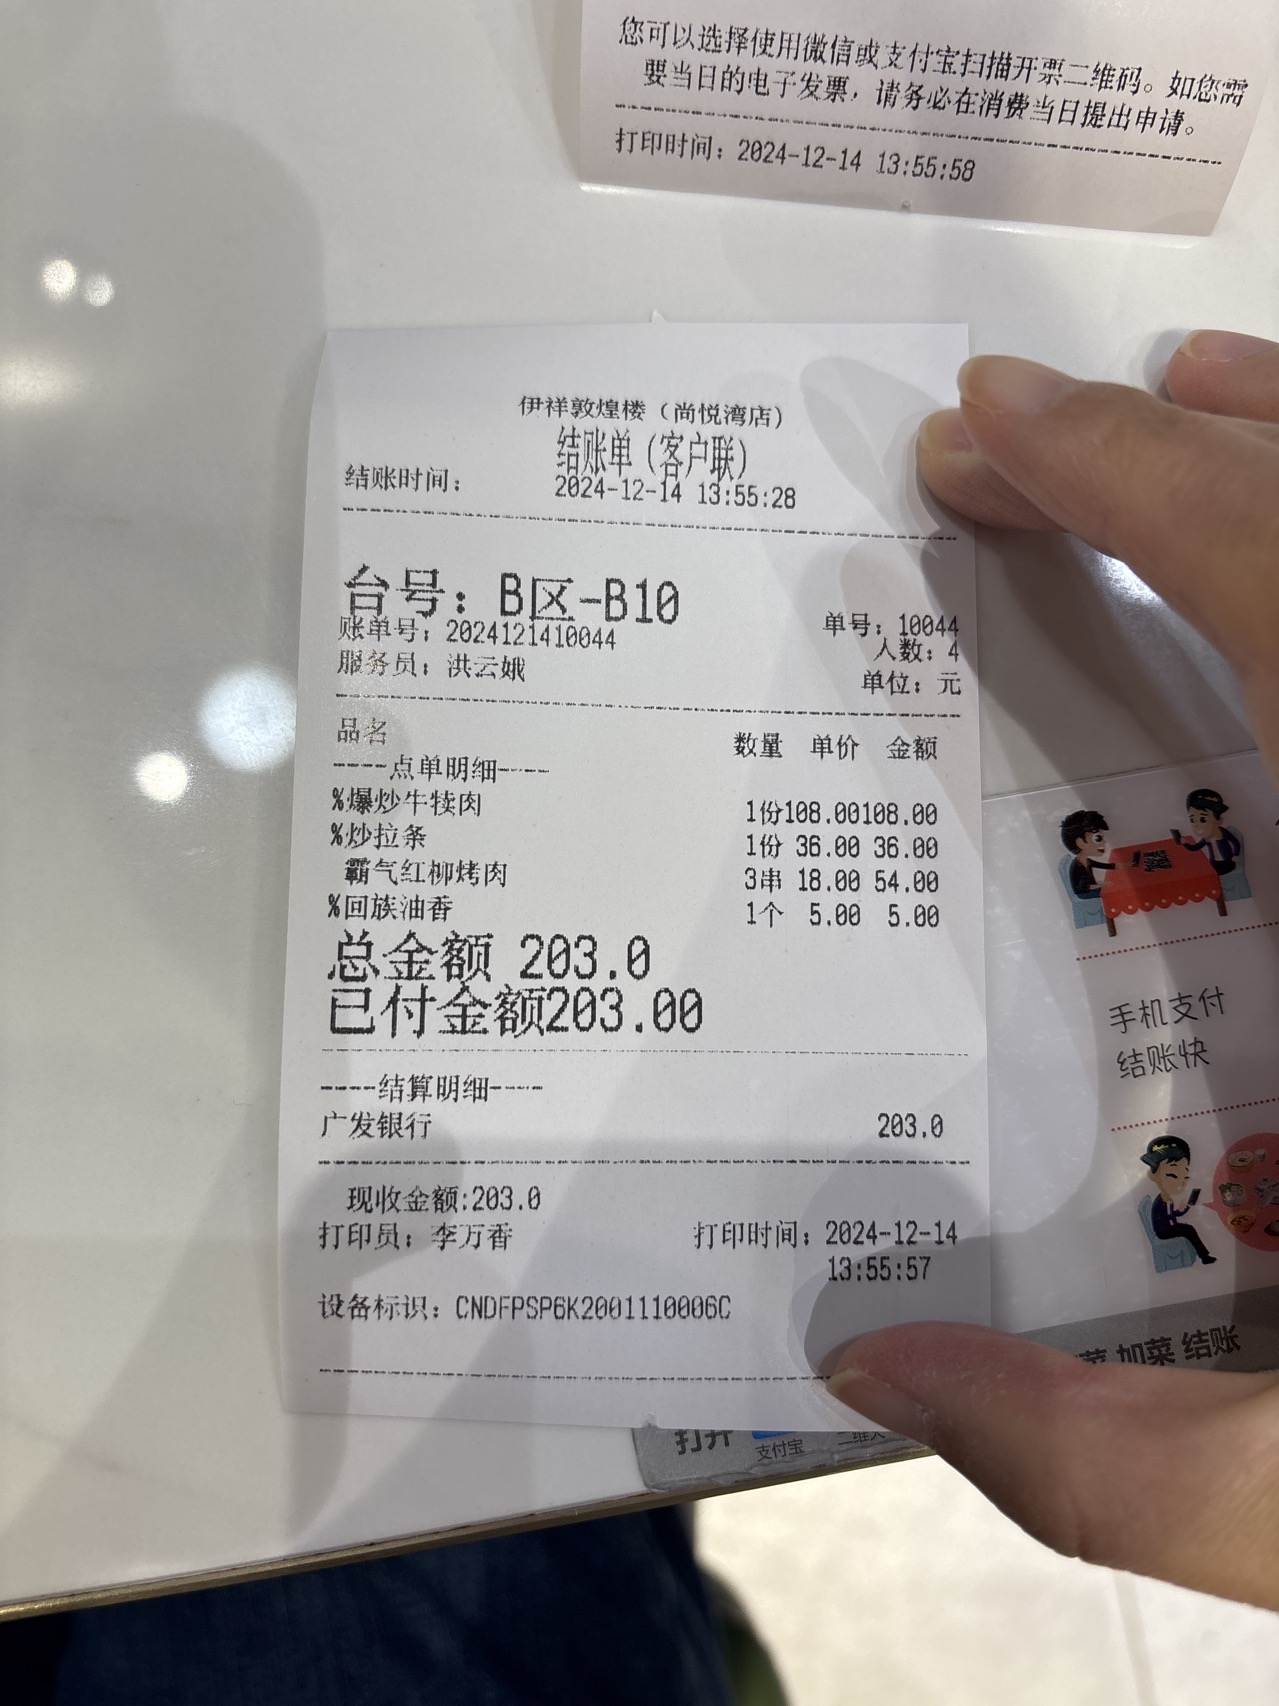 您可以选择使用微信或支付宝扫描开票二维码。如您需
要当日的电子发票，请务必在消费当日提出申请。
打印时间：2024-12-14 13:55:58
伊祥敦煌楼（尚悦湾店）
结账单（客户联）
结账时间： 2024-12-14 13:55:28
台号：B区-B10
账单号：2024121410044 单号：10044
人数：4
服务员：洪云娥 单位：元
品名 数量 单价 金额
----点单明细----
%爆炒牛犊肉 1份108.00108.00
%炒拉条 1份 36.00 36.00
霸气红柳烤肉 3串 18.00 54.00
%回族油香 1个 5.00 5.00
总金额 203.0
已付金额203.00
----结算明细----
广发银行 203.0
现收金额:203.0
打印员：李万香 打印时间：2024-12-14
13:55:57
设备标识：CNDFPSP6K2001110006C
手机支付
结账快
加菜 结账
打开 支付宝